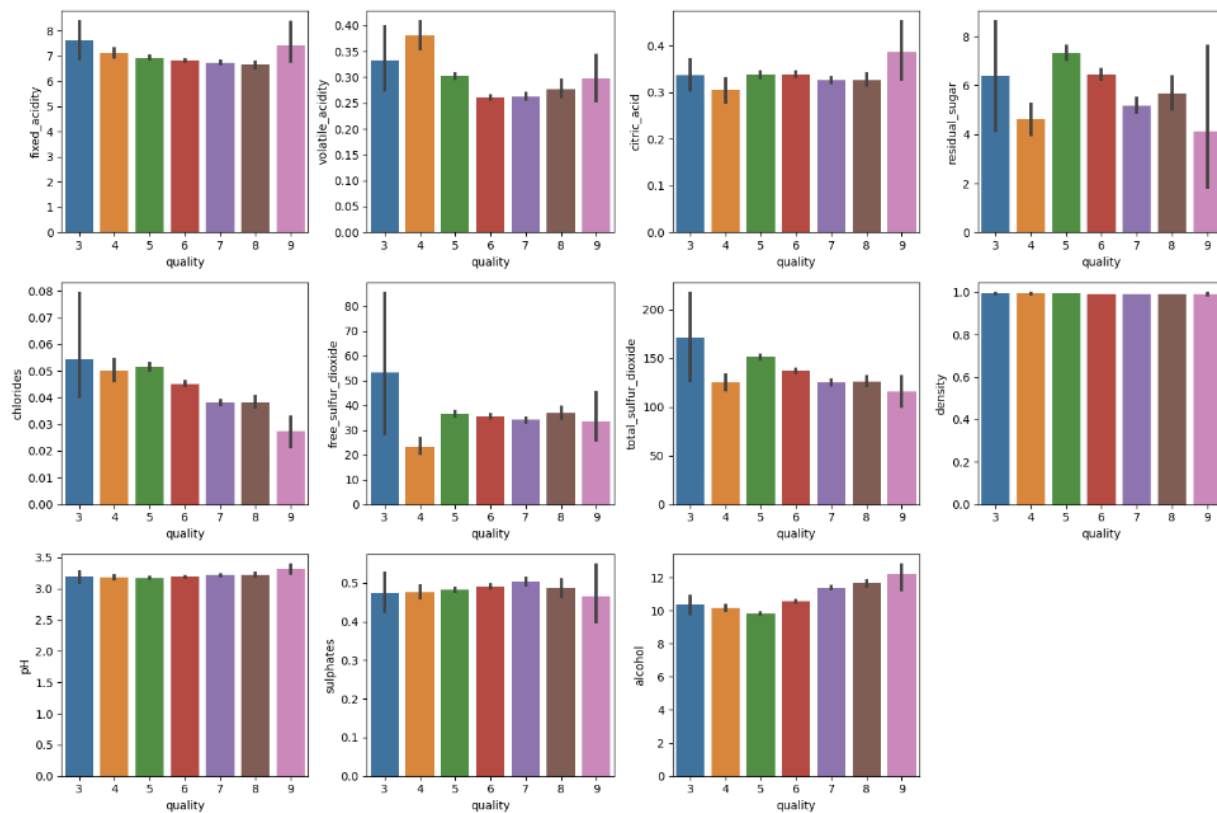 fixed_acidity
8
7
6
5
4
3
2
1
0
3 4 5 6 7 8 9
quality
volatile_acidity
0.40
0.35
0.30
0.25
0.20
0.15
0.10
0.05
0.00
3 4 5 6 7 8 9
quality
citric_acid
0.4
0.3
0.2
0.1
0.0
3 4 5 6 7 8 9
quality
residual_sugar
8
6
4
2
0
3 4 5 6 7 8 9
quality
chlorides
0.08
0.07
0.06
0.05
0.04
0.03
0.02
0.01
0.00
3 4 5 6 7 8 9
quality
free_sulfur_dioxide
80
70
60
50
40
30
20
10
0
3 4 5 6 7 8 9
quality
total_sulfur_dioxide
200
150
100
50
0
3 4 5 6 7 8 9
quality
density
1.0
0.8
0.6
0.4
0.2
0.0
3 4 5 6 7 8 9
quality
pH
3.5
3.0
2.5
2.0
1.5
1.0
0.5
0.0
3 4 5 6 7 8 9
quality
sulphates
0.5
0.4
0.3
0.2
0.1
0.0
3 4 5 6 7 8 9
quality
alcohol
12
10
8
6
4
2
0
3 4 5 6 7 8 9
quality